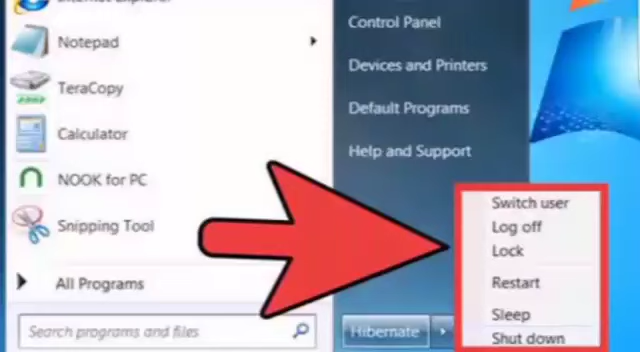 Internet Explorer
Notepad
TeraCopy
Calculator
NOOK for PC
Snipping Tool
All Programs
Search programs and files
Control Panel
Devices and Printers
Default Programs
Help and Support
Hibernate
Switch user
Log off
Lock
Restart
Sleep
Shut down